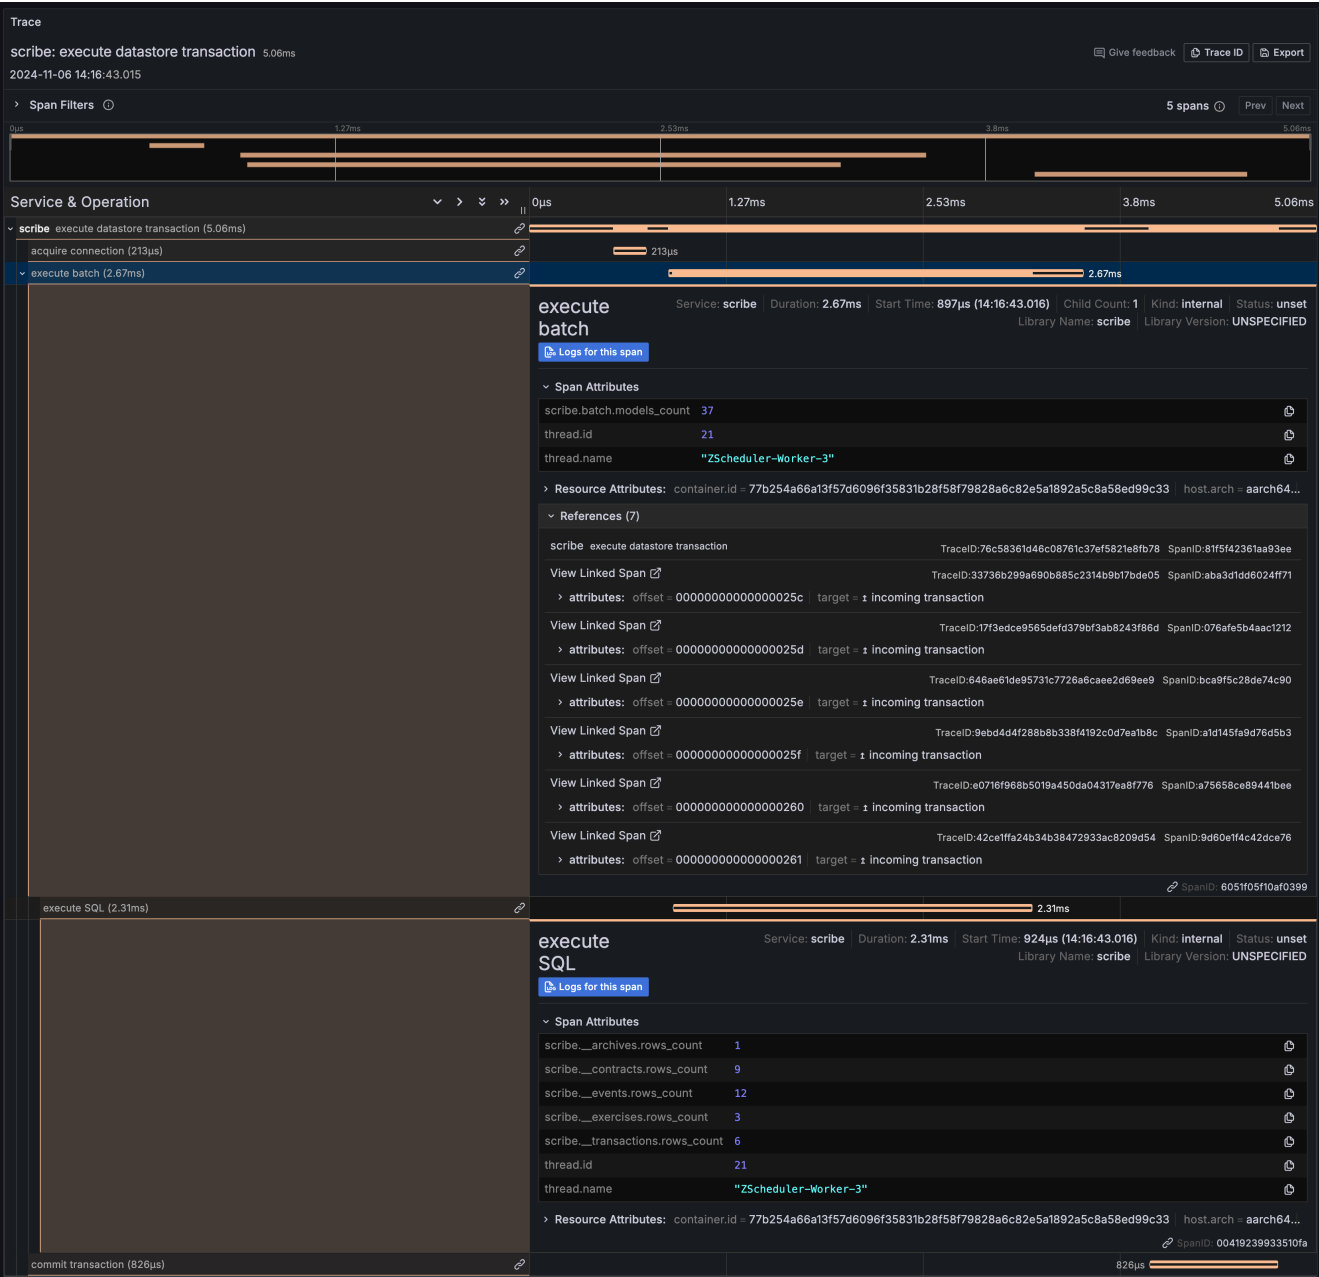 Trace
scribe: execute datastore transaction 5.06ms
Give feedback Trace ID Export
2024-11-06 14:16:43.015
Span Filters
5 spans Prev Next
0µs 1.27ms 2.53ms 3.8ms 5.06ms
Service & Operation
0µs 1.27ms 2.53ms 3.8ms 5.06ms
scribe execute datastore transaction (5.06ms)
acquire connection (213µs) 213µs
execute batch (2.67ms) 2.67ms
execute batch
Service: scribe Duration: 2.67ms Start Time: 897µs (14:16:43.016) Child Count: 1 Kind: internal Status: unset
Library Name: scribe Library Version: UNSPECIFIED
Logs for this span
Span Attributes
scribe.batch.models_count 37
thread.id 21
thread.name "ZScheduler-Worker-3"
Resource Attributes: container.id = 77b254a66a13f57d6096f35831b28f58f79828a6c82e5a1892a5c8a58ed99c33 host.arch = aarch64...
References (7)
scribe execute datastore transaction TraceID:76c58361d46c08761c37ef5821e8fb78 SpanID:81f5f42361aa93ee
View Linked Span TraceID:33736b299a690b885c2314b9b17bde05 SpanID:aba3d1dd6024ff71
attributes: offset = 00000000000000025c target = ↥ incoming transaction
View Linked Span TraceID:17f3edce9565defd379bf3ab8243f86d SpanID:076afe5b4aac1212
attributes: offset = 00000000000000025d target = ↥ incoming transaction
View Linked Span TraceID:646ae61de95731c7726a6caee2d69ee9 SpanID:bca9f5c28de74c90
attributes: offset = 00000000000000025e target = ↥ incoming transaction
View Linked Span TraceID:9ebd4d4f288b8b338f4192c0d7ea1b8c SpanID:a1d145fa9d76d5b3
attributes: offset = 00000000000000025f target = ↥ incoming transaction
View Linked Span TraceID:e0716f968b5019a450da04317ea8f776 SpanID:a75658ce89441bee
attributes: offset = 000000000000000260 target = ↥ incoming transaction
View Linked Span TraceID:42ce1ffa24b34b38472933ac8209d54 SpanID:9d60e1f4c42dce76
attributes: offset = 000000000000000261 target = ↥ incoming transaction
SpanID: 6051f05f10af0399
execute SQL (2.31ms) 2.31ms
execute SQL
Service: scribe Duration: 2.31ms Start Time: 924µs (14:16:43.016) Kind: internal Status: unset
Library Name: scribe Library Version: UNSPECIFIED
Logs for this span
Span Attributes
scribe.__archives.rows_count 1
scribe.__contracts.rows_count 9
scribe.__events.rows_count 12
scribe.__exercises.rows_count 3
scribe.__transactions.rows_count 6
thread.id 21
thread.name "ZScheduler-Worker-3"
Resource Attributes: container.id = 77b254a66a13f57d6096f35831b28f58f79828a6c82e5a1892a5c8a58ed99c33 host.arch = aarch64...
SpanID: 00419239933510fa
commit transaction (826µs) 826µs